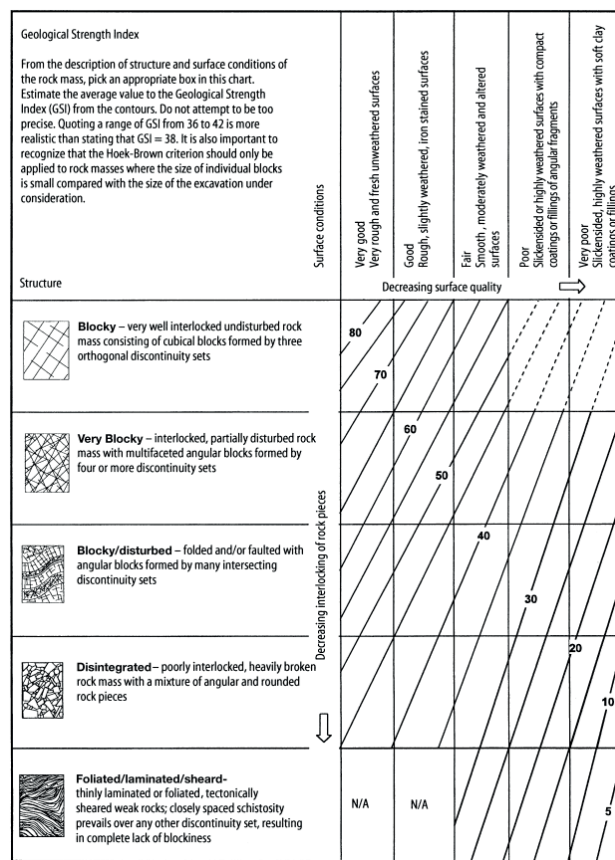 Geological Strength Index
From the description of structure and surface conditions of
the rock mass, pick an appropriate box in this chart.
Estimate the average value to the Geological Strength
Index (GSI) from the contours. Do not attempt to be too
precise. Quoting a range of GSI from 36 to 42 is more
realistic than stating that GSI = 38. It is also important to
recognize that the Hoek-Brown criterion should only be
applied to rock masses where the size of individual blocks
is small compared with the size of the excavation under
consideration.
Structure
Surface conditions
Very good
Very rough and fresh unweathered surfaces
Good
Rough, slightly weathered, iron stained surfaces
Fair
Smooth , moderately weathered and altered
surfaces
Poor
Slickensided or highly weathered surfaces with compact
coatings or fillings of angular fragments
Very poor
Slickensided, highly weathered surfaces with soft clay
coatings or fillings
Decreasing surface quality
Blocky – very well interlocked undisturbed rock
mass consisting of cubical blocks formed by three
orthogonal discontinuity sets
Very Blocky – interlocked, partially disturbed rock
mass with multifaceted angular blocks formed by
four or more discontinuity sets
Blocky/disturbed – folded and/or faulted with
angular blocks formed by many intersecting
discontinuity sets
Disintegrated – poorly interlocked, heavily broken
rock mass with a mixture of angular and rounded
rock pieces
Foliated/laminated/sheard-
thinly laminated or foliated, tectonically
sheared weak rocks; closely spaced schistosity
prevails over any other discontinuity set, resulting
in complete lack of blockiness
Decreasing interlocking of rock pieces
80
70
60
50
40
30
20
10
N/A
N/A
5